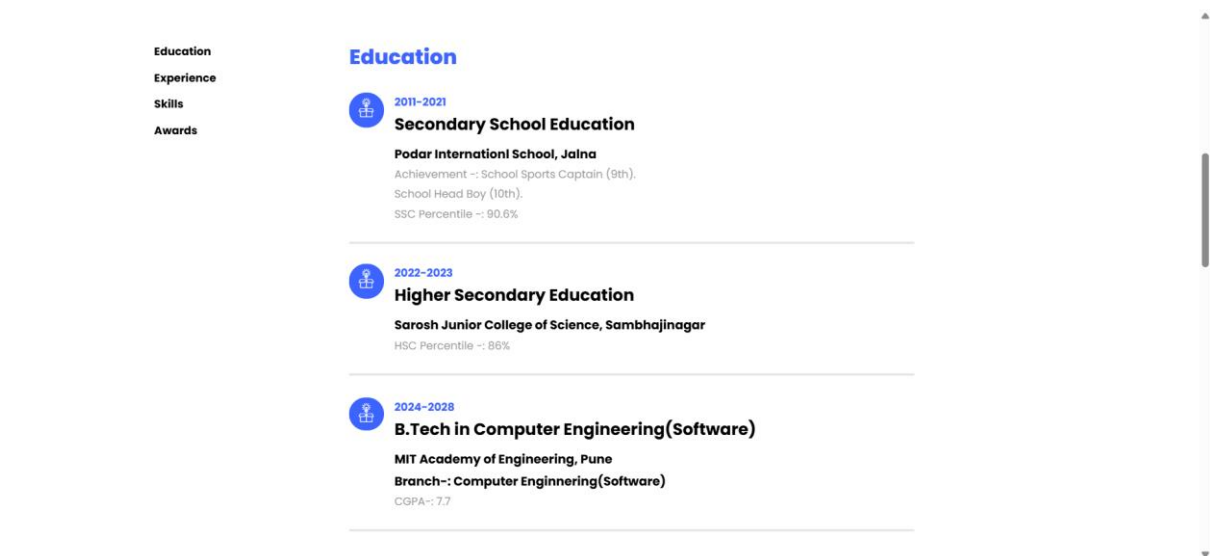 Education
Experience
Skills
Awards
Education
2011-2021
Secondary School Education
Podar Internationl School, Jalna
Achievement -: School Sports Captain (9th).
School Head Boy (10th).
SSC Percentile -: 90.6%
2022-2023
Higher Secondary Education
Sarosh Junior College of Science, Sambhajinagar
HSC Percentile -: 86%
2024-2028
B.Tech in Computer Engineering(Software)
MIT Academy of Engineering, Pune
Branch-: Computer Enginnering(Software)
CGPA-: 7.7